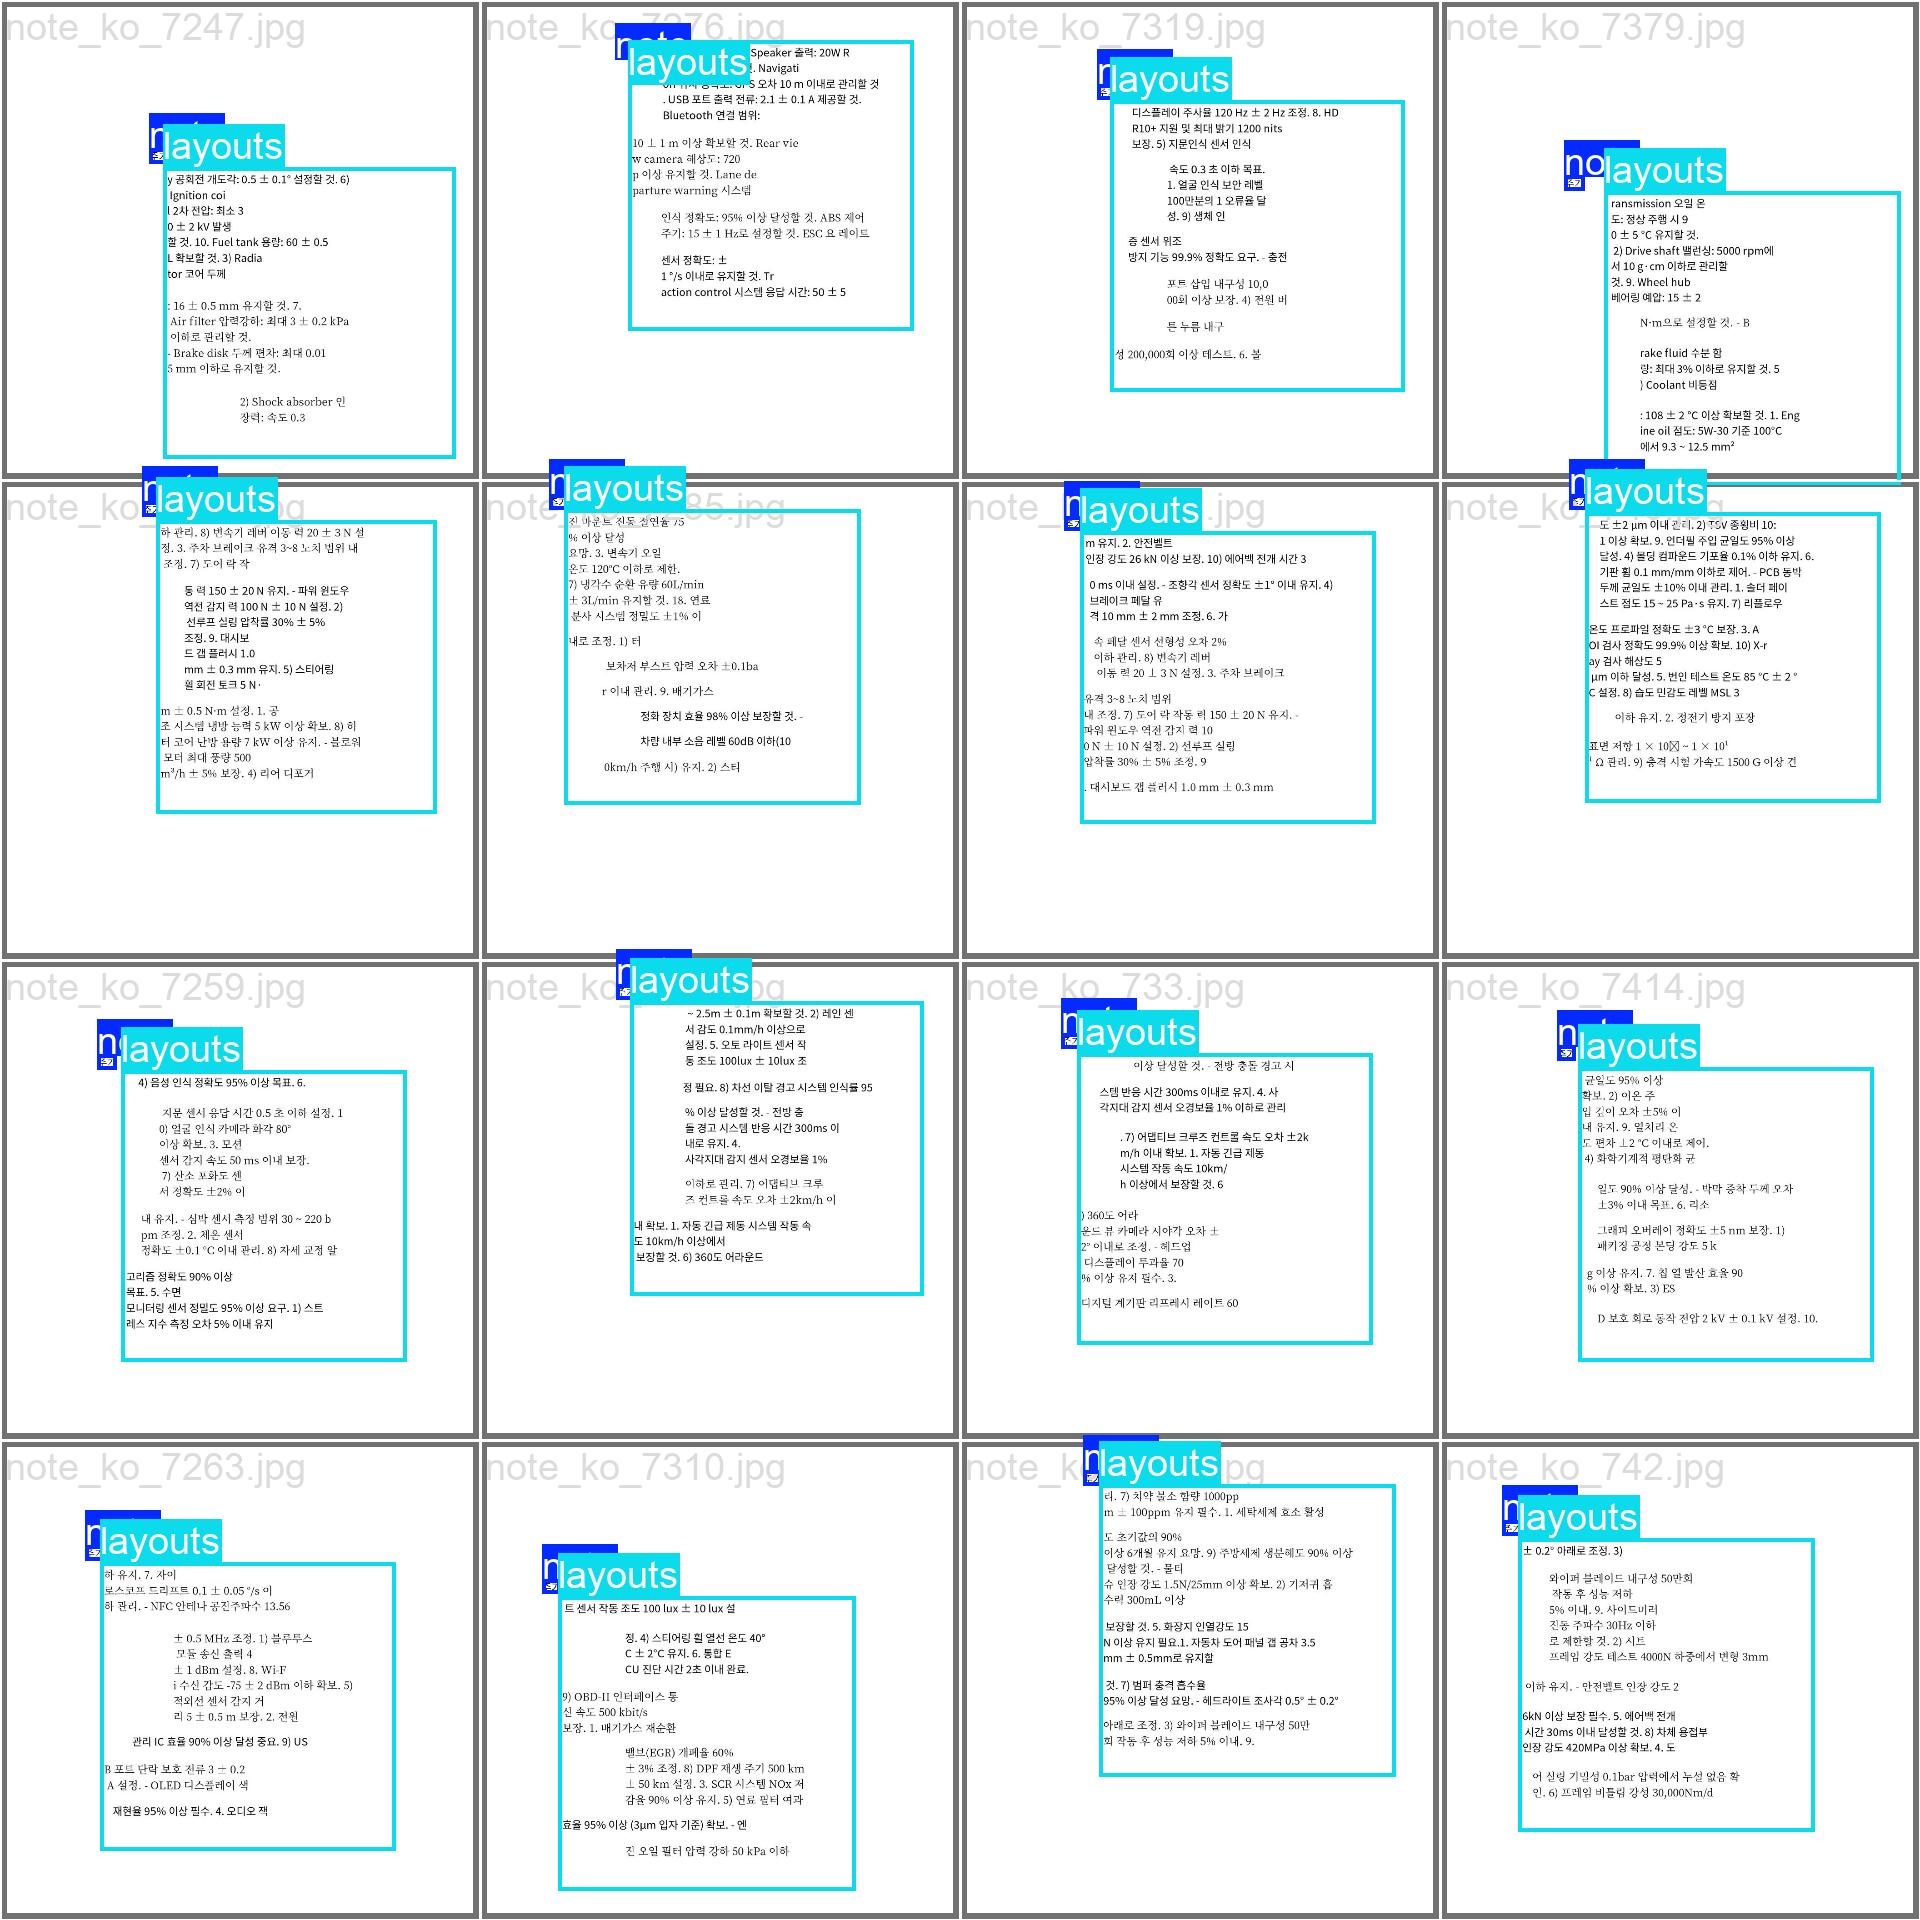 note_ko_7247.jpg
layouts
y 공회전 개도각: 0.5 ± 0.1° 설정할 것. 6)
Ignition coi
l 2차 전압: 최소 3
0 ± 2 kV 발생
할 것. 10. Fuel tank 용량: 60 ± 0.5
L 확보할 것. 3) Radia
tor 코어 두께
: 16 ± 0.5 mm 유지할 것. 7.
Air filter 압력강하: 최대 3 ± 0.2 kPa
이하로 관리할 것.
- Brake disk 두께 편차: 최대 0.01
5 mm 이하로 유지할 것.
2) Shock absorber 인
장력: 속도 0.3
layouts
Speaker 출력: 20W R
. Navigati
오차 10 m 이내로 관리할 것
. USB 포트 출력 전류: 2.1 ± 0.1 A 제공할 것.
Bluetooth 연결 범위:
10 ± 1 m 이상 확보할 것. Rear vie
w camera 해상도: 720
p 이상 유지할 것. Lane de
parture warning 시스템
인식 정확도: 95% 이상 달성할 것. ABS 제어
주기: 15 ± 1 Hz로 설정할 것. ESC 요 레이트
센서 정확도: ±
1 °/s 이내로 유지할 것. Tr
action control 시스템 응답 시간: 50 ± 5
note_ko_7319.jpg
layouts
디스플레이 주사율 120 Hz ± 2 Hz 조정. 8. HD
R10+ 지원 및 최대 밝기 1200 nits
보장. 5) 지문인식 센서 인식
속도 0.3 초 이하 목표.
1. 얼굴 인식 보안 레벨
100만분의 1 오류율 달
성. 9) 생체 인
증 센서 위조
방지 기능 99.9% 정확도 요구. - 충전
포트 삽입 내구성 10,0
00회 이상 보장. 4) 전원 버
튼 누름 내구
성 200,000회 이상 테스트. 6. 볼
note_ko_7379.jpg
layouts
ransmission 오일 온
도: 정상 주행 시 9
0 ± 5 °C 유지할 것.
2) Drive shaft 밸런싱: 5000 rpm에
서 10 g·cm 이하로 관리할
것. 9. Wheel hub
베어링 예압: 15 ± 2
N·m으로 설정할 것. - B
rake fluid 수분 함
량: 최대 3% 이하로 유지할 것. 5
) Coolant 비등점
: 108 ± 2 °C 이상 확보할 것. 1. Eng
ine oil 점도: 5W-30 기준 100°C
에서 9.3 ~ 12.5 mm²
layouts
하 관리. 8) 변속기 레버 이동 력 20 ± 3 N 설
정. 3. 주차 브레이크 유격 3~8 노치 범위 내
조정. 7) 도어 락 작
동 력 150 ± 20 N 유지. - 파워 윈도우
역전 감지 력 100 N ± 10 N 설정. 2)
선루프 실링 압착률 30% ± 5%
조정. 9. 대시보
드 갭 플러시 1.0
mm ± 0.3 mm 유지. 5) 스티어링
휠 회전 토크 5 N·
m ± 0.5 N·m 설정. 1. 공
조 시스템 냉방 능력 5 kW 이상 확보. 8) 히
터 코어 난방 용량 7 kW 이상 유지. - 블로워
모터 최대 풍량 500
m³/h ± 5% 보장. 4) 리어 디포거
layouts
진 마운트 진동 절연율 75
% 이상 달성
요망. 3. 변속기 오일
온도 120°C 이하로 제한.
7) 냉각수 순환 유량 60L/min
± 3L/min 유지할 것. 18. 연료
분사 시스템 정밀도 ±1% 이
내로 조정. 1) 터
보차저 부스트 압력 오차 ±0.1ba
r 이내 관리. 9. 배기가스
정화 장치 효율 98% 이상 보장할 것. -
차량 내부 소음 레벨 60dB 이하(10
0km/h 주행 시) 유지. 2) 스티
layouts
m 유지. 2. 안전벨트
인장 강도 26 kN 이상 보장. 10) 에어백 전개 시간 3
0 ms 이내 설정. - 조향각 센서 정확도 ±1° 이내 유지. 4)
브레이크 페달 유
격 10 mm ± 2 mm 조정. 6. 가
속 페달 센서 선형성 오차 2%
이하 관리. 8) 변속기 레버
이동 력 20 ± 3 N 설정. 3. 주차 브레이크
유격 3~8 노치 범위
내 조정. 7) 도어 락 작동 력 150 ± 20 N 유지. -
파워 윈도우 역전 감지 력 10
0 N ± 10 N 설정. 2) 선루프 실링
압착률 30% ± 5% 조정. 9
. 대시보드 갭 플러시 1.0 mm ± 0.3 mm
layouts
도 ±2 μm 이내 관리. 2) TSV 종횡비 10:
1 이상 확보. 9. 언더필 주입 균일도 95% 이상
달성. 4) 몰딩 컴파운드 기포율 0.1% 이하 유지. 6.
기판 휨 0.1 mm/mm 이하로 제어. - PCB 동박
두께 균일도 ±10% 이내 관리. 1. 솔더 페이
스트 점도 15 ~ 25 Pa·s 유지. 7) 리플로우
온도 프로파일 정확도 ±3 °C 보장. 3. A
OI 검사 정확도 99.9% 이상 확보. 10) X-r
ay 검사 해상도 5
μm 이하 달성. 5. 번인 테스트 온도 85 °C ± 2 °
C 설정. 8) 습도 민감도 레벨 MSL 3
이하 유지. 2. 정전기 방지 포장
표면 저항 1 × 10 ~ 1 × 10¹
¹ Ω 관리. 9) 충격 시험 가속도 1500 G 이상 견
note_ko_7259.jpg
layouts
4) 음성 인식 정확도 95% 이상 목표. 6.
지문 센서 응답 시간 0.5 초 이하 설정. 1
0) 얼굴 인식 카메라 화각 80°
이상 확보. 3. 모션
센서 감지 속도 50 ms 이내 보장.
7) 산소 포화도 센
서 정확도 ±2% 이
내 유지. - 심박 센서 측정 범위 30 ~ 220 b
pm 조정. 2. 체온 센서
정확도 ±0.1 °C 이내 관리. 8) 자세 교정 알
고리즘 정확도 90% 이상
목표. 5. 수면
모니터링 센서 정밀도 95% 이상 요구. 1) 스트
레스 지수 측정 오차 5% 이내 유지
layouts
~ 2.5m ± 0.1m 확보할 것. 2) 레인 센
서 감도 0.1mm/h 이상으로
설정. 5. 오토 라이트 센서 작
동 조도 100lux ± 10lux 조
정 필요. 8) 차선 이탈 경고 시스템 인식률 95
% 이상 달성할 것. - 전방 충
돌 경고 시스템 반응 시간 300ms 이
내로 유지. 4.
사각지대 감지 센서 오경보율 1%
이하로 관리. 7) 어댑티브 크루
즈 컨트롤 속도 오차 ±2km/h 이
내 확보. 1. 자동 긴급 제동 시스템 작동 속
도 10km/h 이상에서
보장할 것. 6) 360도 어라운드
note_ko_733.jpg
layouts
이상 달성할 것. - 전방 충돌 경고 시
스템 반응 시간 300ms 이내로 유지. 4. 사
각지대 감지 센서 오경보율 1% 이하로 관리
. 7) 어댑티브 크루즈 컨트롤 속도 오차 ±2k
m/h 이내 확보. 1. 자동 긴급 제동
시스템 작동 속도 10km/
h 이상에서 보장할 것. 6
) 360도 어라
운드 뷰 카메라 시야각 오차 ±
2° 이내로 조정. - 헤드업
디스플레이 투과율 70
% 이상 유지 필수. 3.
디지털 계기판 리프레시 레이트 60
note_ko_7414.jpg
layouts
균일도 95% 이상
확보. 2) 이온 주
입 깊이 오차 ±5% 이
내 유지. 9. 열처리 온
도 편차 ±2 °C 이내로 제어.
4) 화학기계적 평탄화 균
일도 90% 이상 달성. - 박막 증착 두께 오차
±3% 이내 목표. 6. 리소
그래피 오버레이 정확도 ±5 nm 보장. 1)
패키징 공정 본딩 강도 5 k
g 이상 유지. 7. 칩 열 발산 효율 90
% 이상 확보. 3) ES
D 보호 회로 동작 전압 2 kV ± 0.1 kV 설정. 10.
note_ko_7263.jpg
layouts
하 유지. 7. 자이
로스코프 드리프트 0.1 ± 0.05 °/s 이
하 관리. - NFC 안테나 공진주파수 13.56
± 0.5 MHz 조정. 1) 블루투스
모듈 송신 출력 4
± 1 dBm 설정. 8. Wi-F
i 수신 감도 -75 ± 2 dBm 이하 확보. 5)
적외선 센서 감지 거
리 5 ± 0.5 m 보장. 2. 전원
관리 IC 효율 90% 이상 달성 중요. 9) US
B 포트 단락 보호 전류 3 ± 0.2
A 설정. - OLED 디스플레이 색
재현율 95% 이상 필수. 4. 오디오 잭
note_ko_7310.jpg
layouts
트 센서 작동 조도 100 lux ± 10 lux 설
정. 4) 스티어링 휠 열선 온도 40°
C ± 2°C 유지. 6. 통합 E
CU 진단 시간 2초 이내 완료.
9) OBD-II 인터페이스 통
신 속도 500 kbit/s
보장. 1. 배기가스 재순환
밸브(EGR) 개폐율 60%
± 3% 조정. 8) DPF 재생 주기 500 km
± 50 km 설정. 3. SCR 시스템 NOx 저
감율 90% 이상 유지. 5) 연료 필터 여과
효율 95% 이상 (3μm 입자 기준) 확보. - 엔
진 오일 필터 압력 강하 50 kPa 이하
layouts
리. 7) 치약 불소 함량 1000pp
m ± 100ppm 유지 필수. 1. 세탁세제 효소 활성
도 초기값의 90%
이상 6개월 유지 요망. 9) 주방세제 생분해도 90% 이상
달성할 것. - 물티
슈 인장 강도 1.5N/25mm 이상 확보. 2) 기저귀 흡
수력 300mL 이상
보장할 것. 5. 화장지 인열강도 15
N 이상 유지 필요.1. 자동차 도어 패널 갭 공차 3.5
mm ± 0.5mm로 유지할
것. 7) 범퍼 충격 흡수율
95% 이상 달성 요망. - 헤드라이트 조사각 0.5° ± 0.2°
아래로 조정. 3) 와이퍼 블레이드 내구성 50만
회 작동 후 성능 저하 5% 이내. 9.
note_ko_742.jpg
layouts
± 0.2° 아래로 조정. 3)
와이퍼 블레이드 내구성 50만회
작동 후 성능 저하
5% 이내. 9. 사이드미러
진동 주파수 30Hz 이하
로 제한할 것. 2) 시트
프레임 강도 테스트 4000N 하중에서 변형 3mm
이하 유지. - 안전벨트 인장 강도 2
6kN 이상 보장 필수. 5. 에어백 전개
시간 30ms 이내 달성할 것. 8) 차체 용접부
인장 강도 420MPa 이상 확보. 4. 도
어 실링 기밀성 0.1bar 압력에서 누설 없음 확
인. 6) 프레임 비틀림 강성 30,000Nm/d